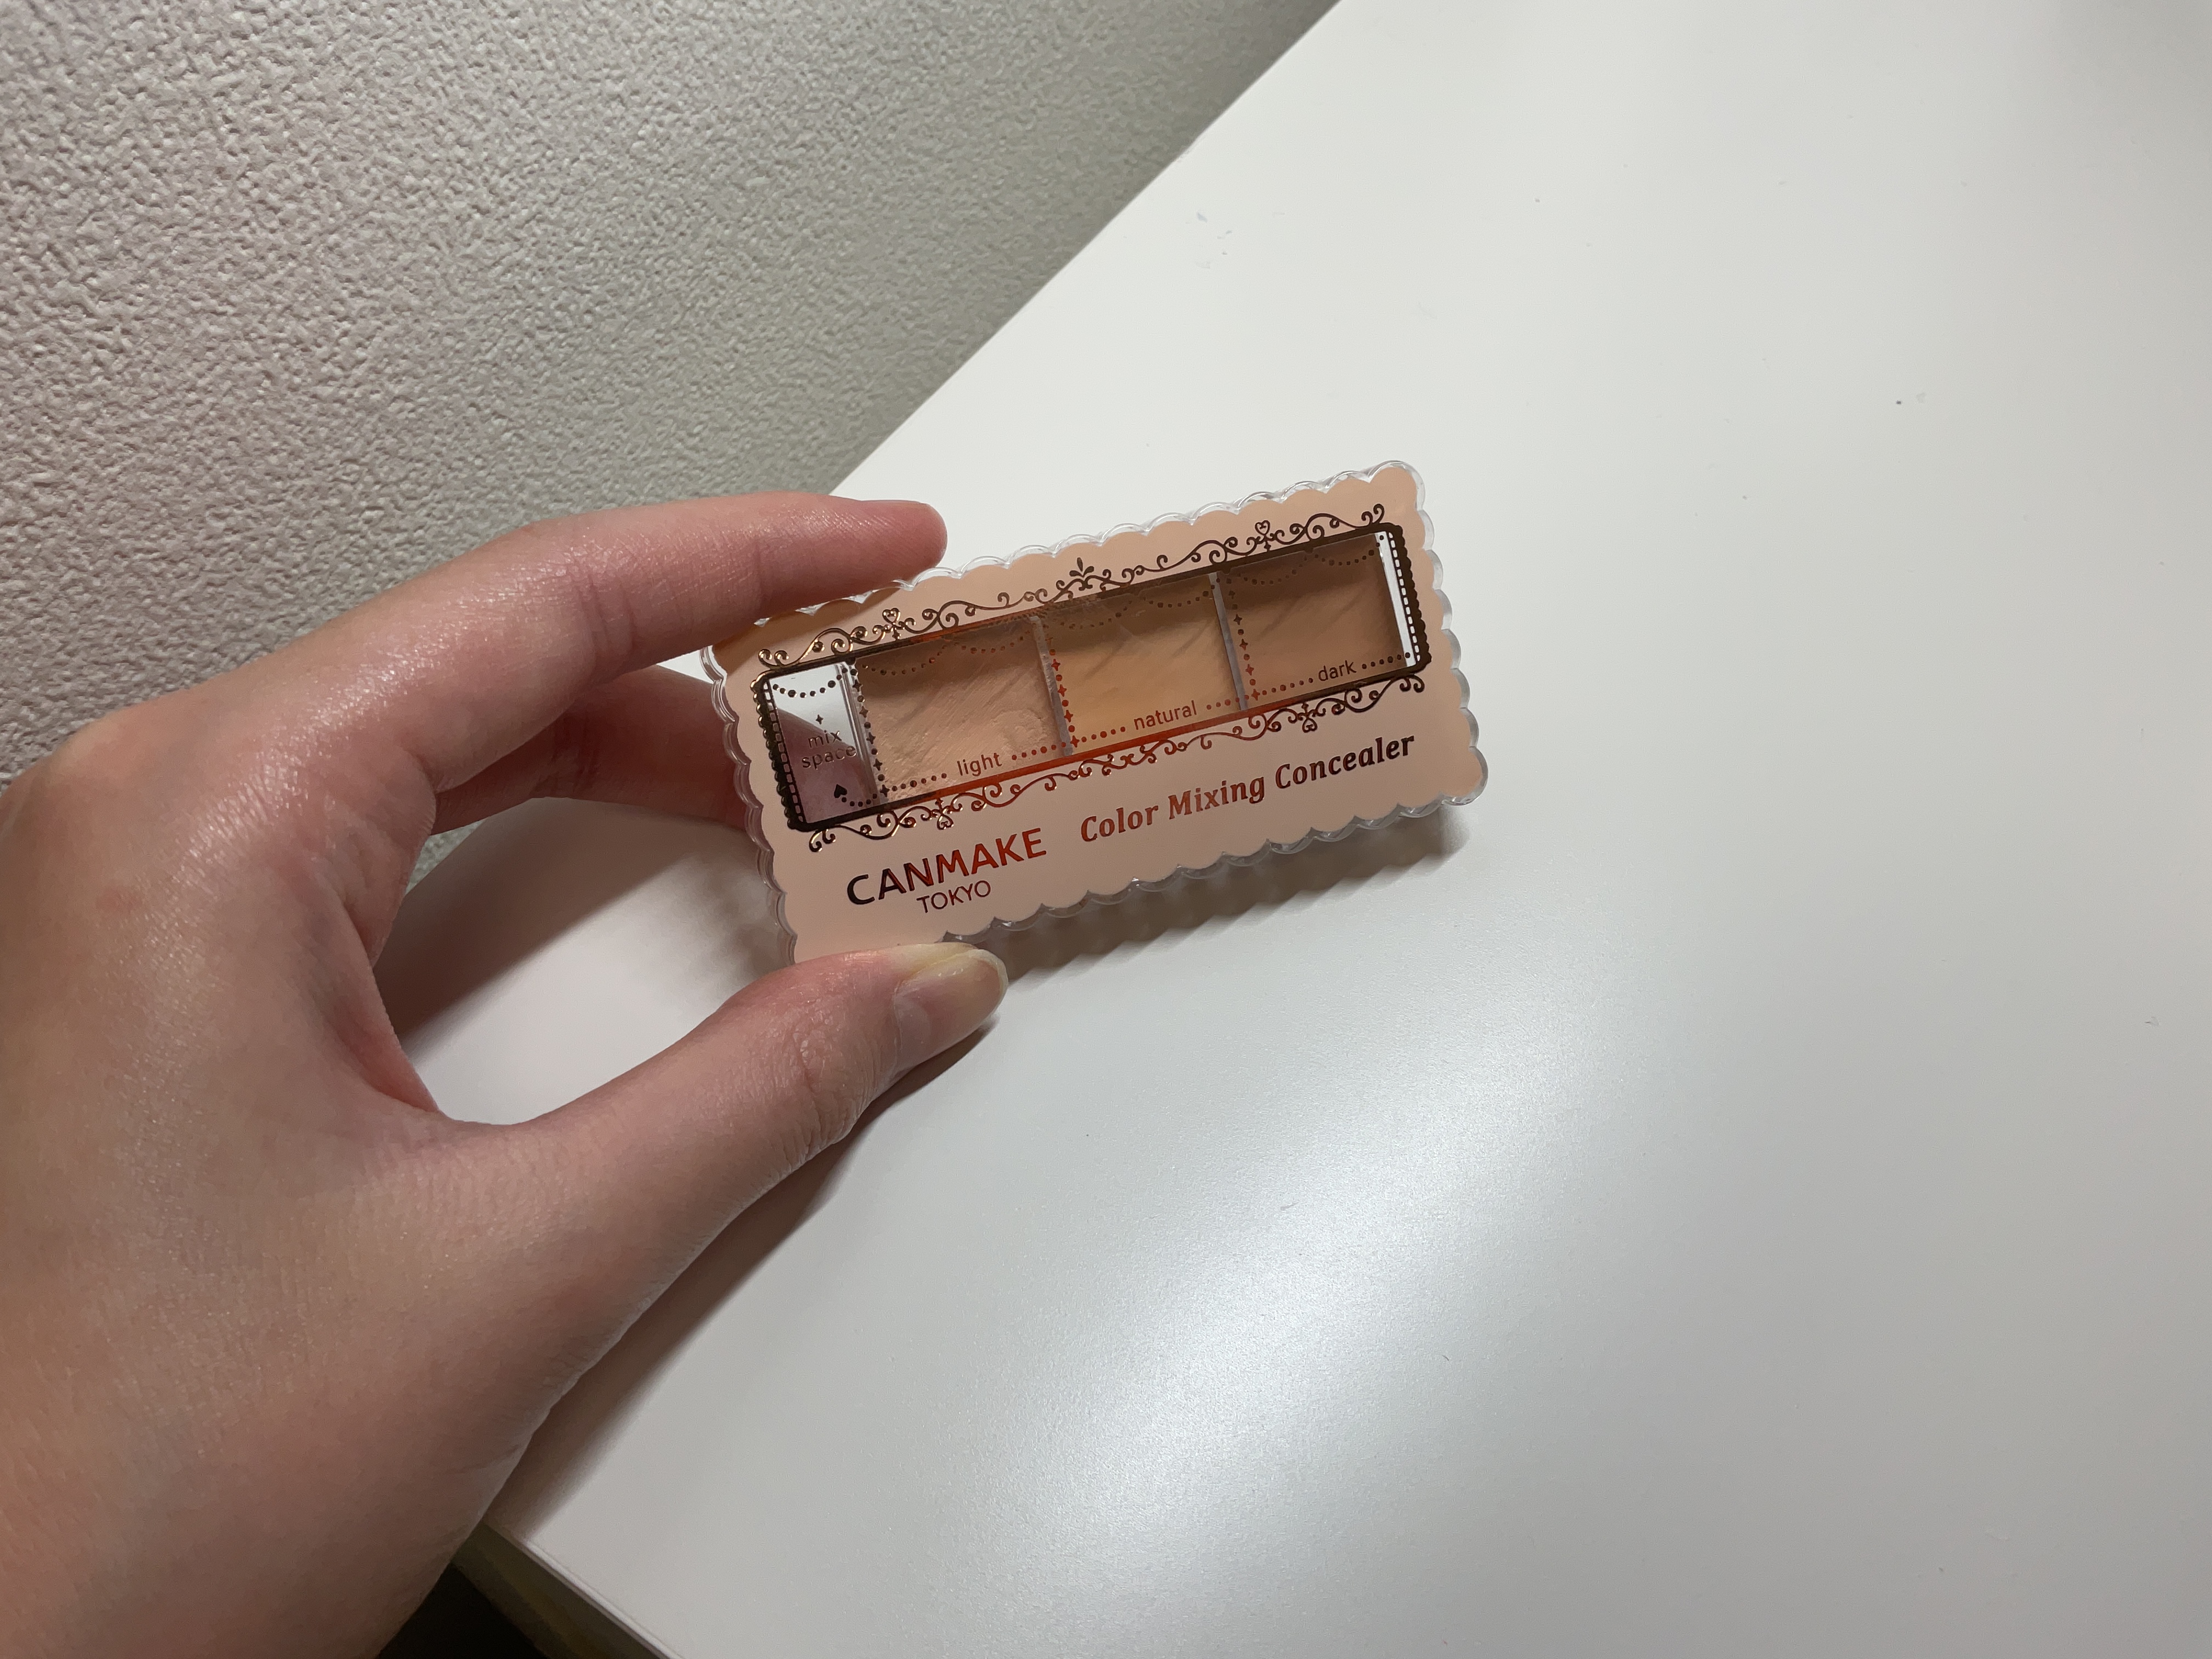 mix
space
light
natural
dark
CANMAKE
TOKYO
Color Mixing Concealer